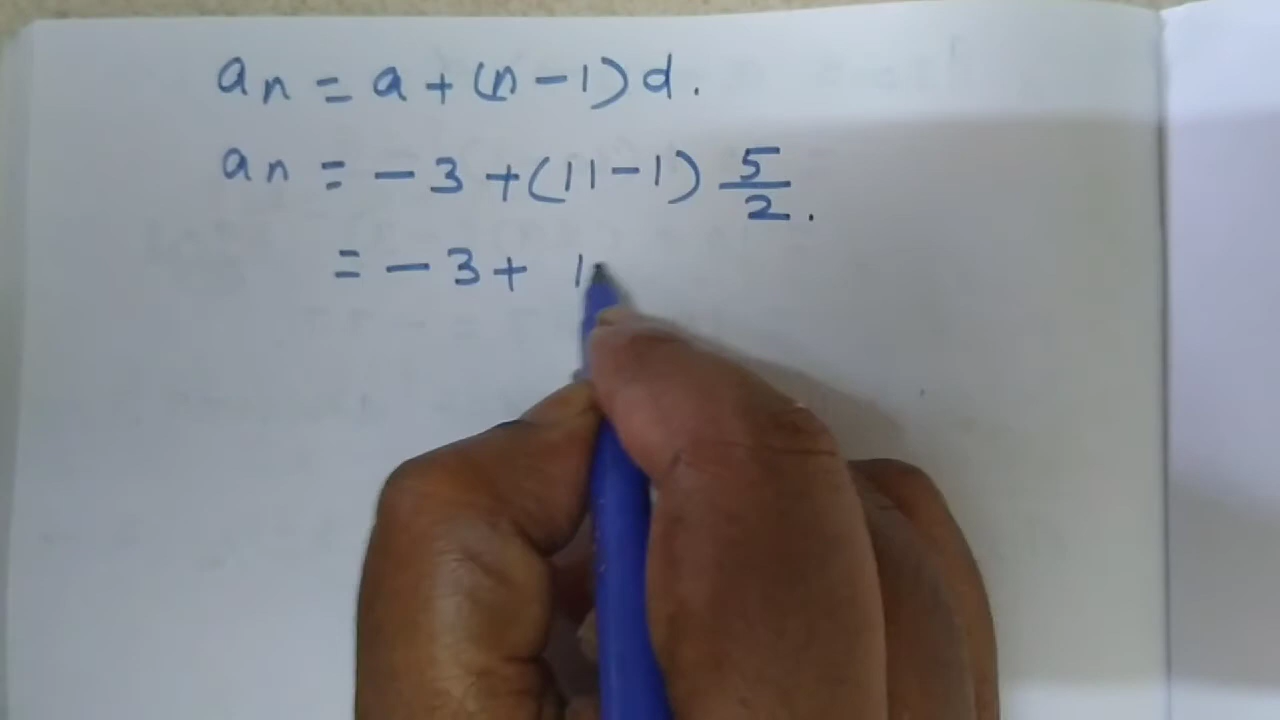 an = a + (n - 1) d.
an = - 3 + (11 - 1) 5/2.
= - 3 + 1